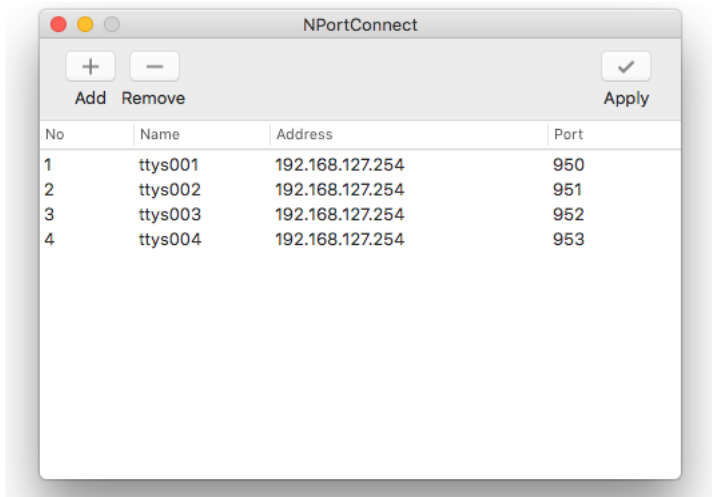 NPortConnect
Add Remove Apply
No Name Address Port
1 ttys001 192.168.127.254 950
2 ttys002 192.168.127.254 951
3 ttys003 192.168.127.254 952
4 ttys004 192.168.127.254 953